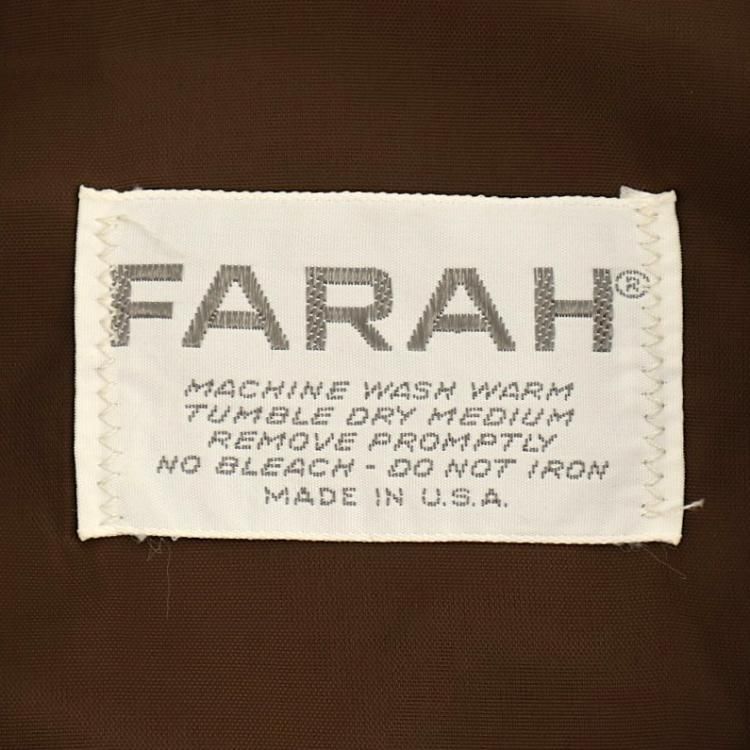 FARAH®
MACHINE WASH WARM
TUMBLE DRY MEDIUM
REMOVE PROMPTLY
NO BLEACH - DO NOT IRON
MADE IN U.S.A.